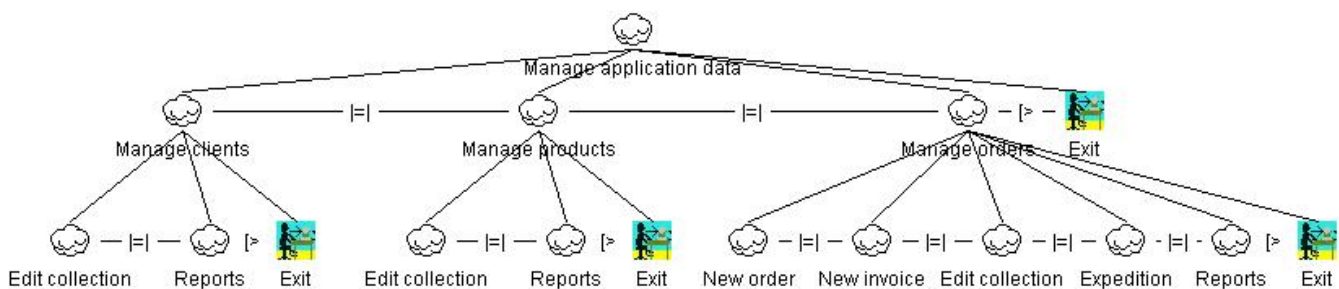 Manage application data
|=| |=| [>
Manage clients Manage products Manage orders Exit
|=| [> |=| [> |=| |=| |=| |=| [>
Edit collection Reports Exit Edit collection Reports Exit New order New invoice Edit collection Expedition Reports Exit